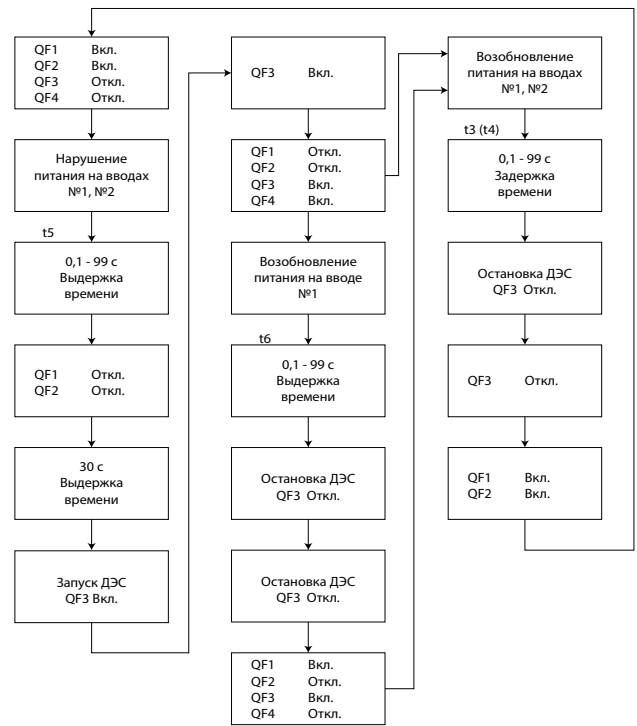 QF1 Вкл.
QF2 Вкл.
QF3 Откл.
QF4 Откл.
Нарушение
питания на вводах
№1, №2
t5
0,1 - 99 с
Выдержка
времени
QF1 Откл.
QF2 Откл.
30 с
Выдержка
времени
Запуск ДЭС
QF3 Вкл.
QF3 Вкл.
QF1 Откл.
QF2 Откл.
QF3 Вкл.
QF4 Вкл.
Возобновление
питания на вводе
№1
t6
0,1 - 99 с
Выдержка
времени
Остановка ДЭС
QF3 Откл.
Остановка ДЭС
QF3 Откл.
QF1 Вкл.
QF2 Откл.
QF3 Вкл.
QF4 Откл.
Возобновление
питания на вводах
№1, №2
t3 (t4)
0,1 - 99 с
Задержка
времени
Остановка ДЭС
QF3 Откл.
QF3 Откл.
QF1 Вкл.
QF2 Вкл.